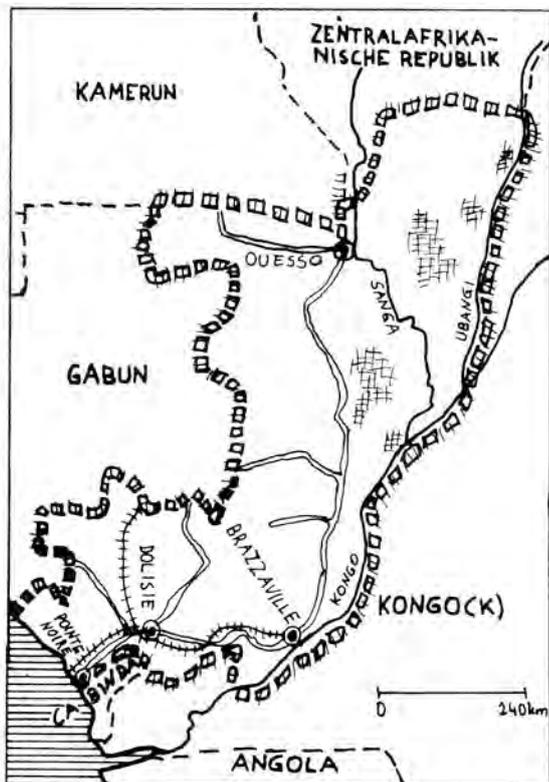 ZENTRALAFRIKA-
NISCHE REPUBLIK
KAMERUN
OUESSO
SANGA
UBANGI
GABUN
DOLISIE
BRAZZAVILLE
POINTE
NOIRE
KONGO
KONGO(K)
0 240km
ANGOLA